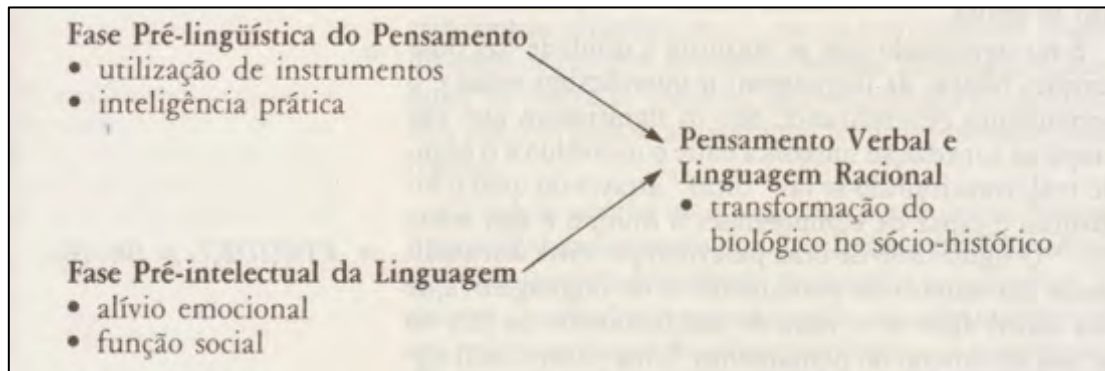 Fase Pré-lingüística do Pensamento
• utilização de instrumentos
• inteligência prática
Pensamento Verbal e
Linguagem Racional
• transformação do
biológico no sócio-histórico
Fase Pré-intelectual da Linguagem
• alívio emocional
• função social